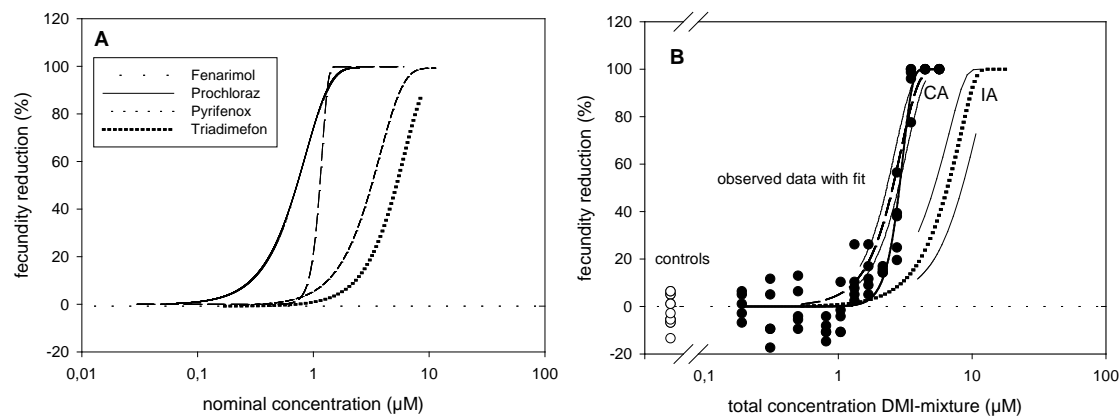 A
Fenarimol
Prochloraz
Pyrifenox
Triadimefon
fecundity reduction (%)
120
100
80
60
40
20
0
-20
0,01
0,1
1
10
100
nominal concentration (µM)
B
CA
IA
observed data with fit
controls
fecundity reduction (%)
120
100
80
60
40
20
0
-20
0,1
1
10
100
total concentration DMI-mixture (µM)